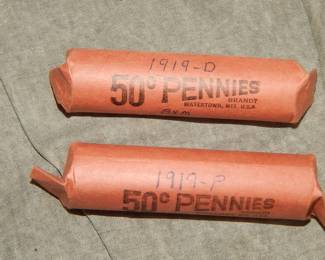 1919-D
50¢ PENNIES
BRANDT
WATERTOWN, WIS. U.S.A.
1919-P
50¢ PENNIES